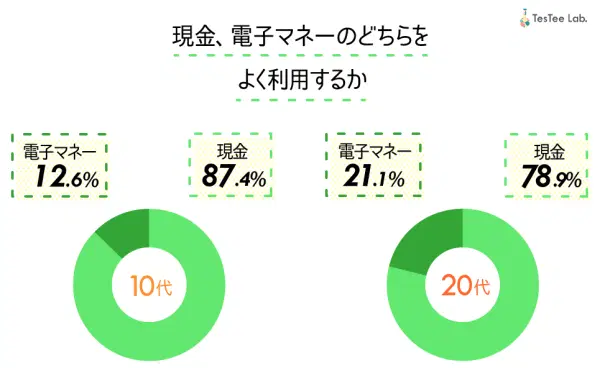 TesTee Lab.
現金、電子マネーのどちらを
よく利用するか
電子マネー
12.6%
現金
87.4%
電子マネー
21.1%
現金
78.9%
10代
20代